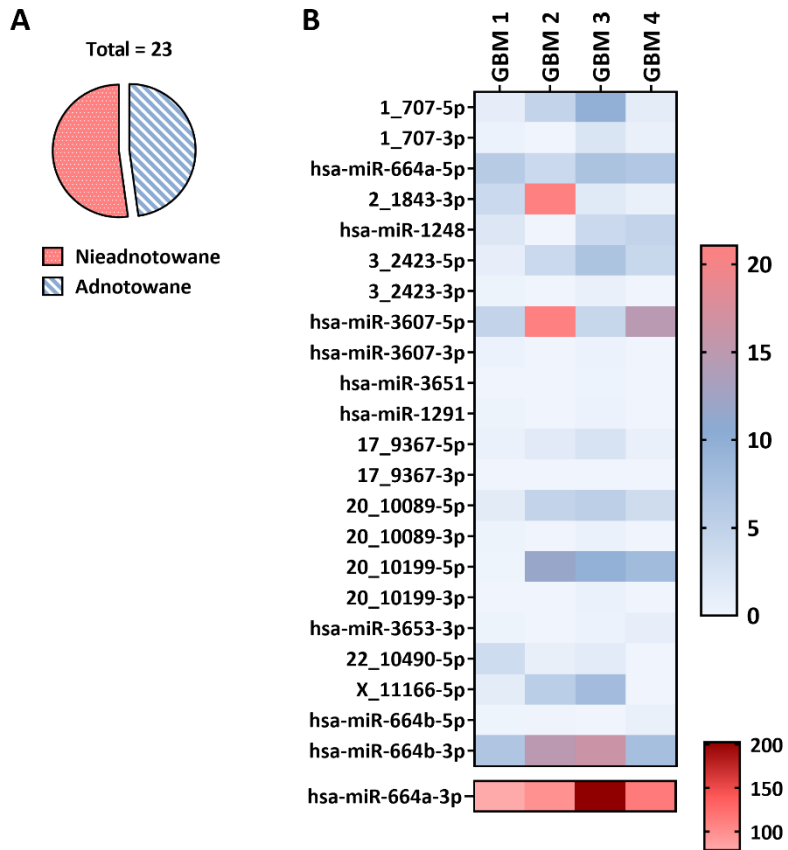 A
Total = 23
Nieadnotowane
Adnotowane
B
GBM 1
GBM 2
GBM 3
GBM 4
1_707-5p
1_707-3p
hsa-miR-664a-5p
2_1843-3p
hsa-miR-1248
3_2423-5p
3_2423-3p
hsa-miR-3607-5p
hsa-miR-3607-3p
hsa-miR-3651
hsa-miR-1291
17_9367-5p
17_9367-3p
20_10089-5p
20_10089-3p
20_10199-5p
20_10199-3p
hsa-miR-3653-3p
22_10490-5p
X_11166-5p
hsa-miR-664b-5p
hsa-miR-664b-3p
hsa-miR-664a-3p
20
15
10
5
0
200
150
100